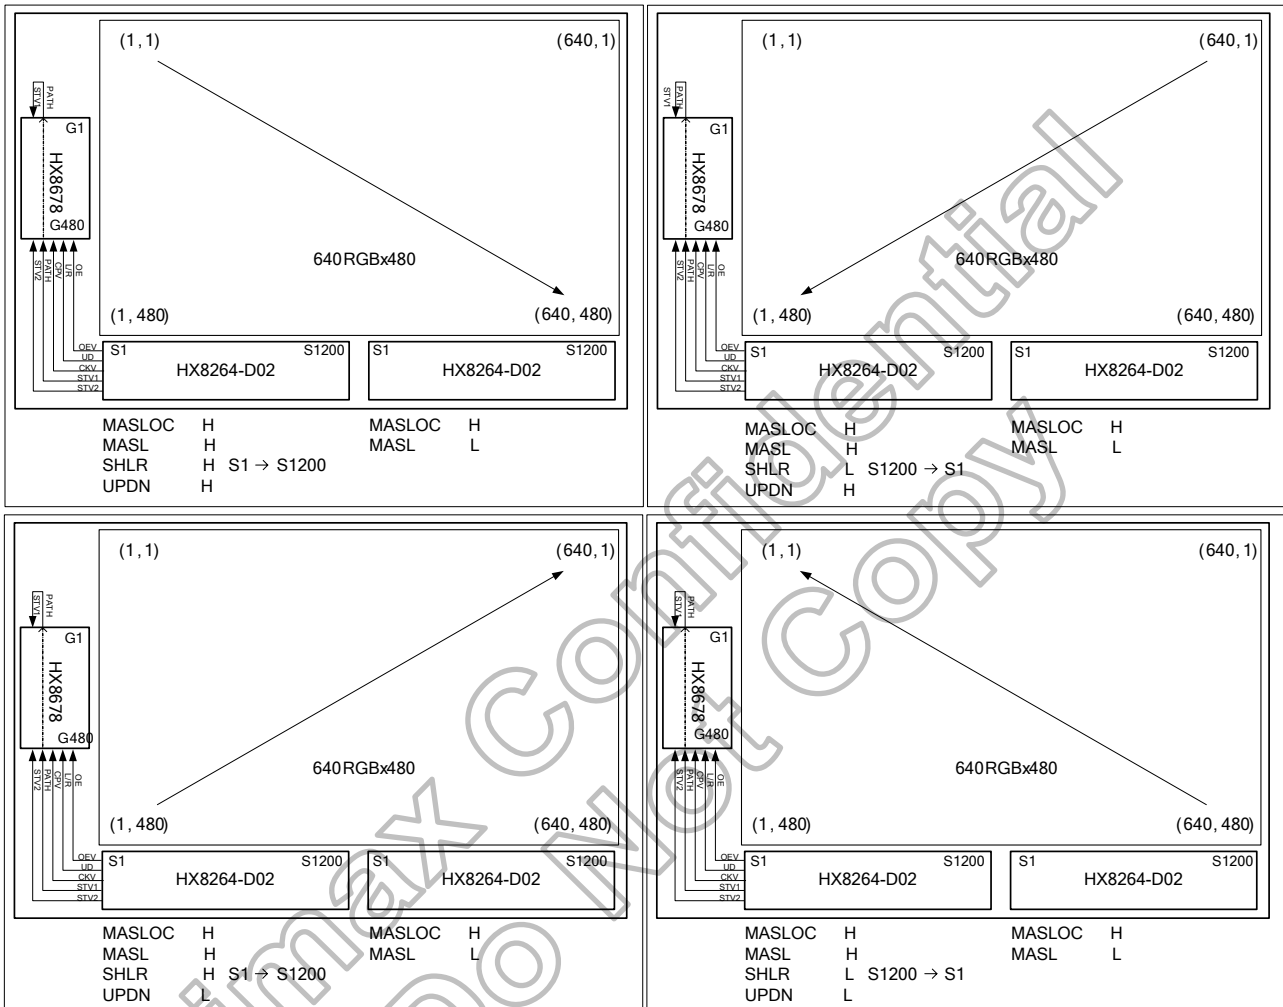 (1,1) (640,1)
STV1 PATH
G1
HX8678
G480
STV2 PATH CPV L/R OE
640RGBx480
(1,480) (640,480)
OEV
UD
CKV
STV1
STV2
S1 S1200
HX8264-D02
S1 S1200
HX8264-D02
MASLOC H MASLOC H
MASL H MASL L
SHLR H S1 → S1200
UPDN H
(1,1) (640,1)
STV1 PATH
G1
HX8678
G480
STV2 PATH CPV L/R OE
640RGBx480
(1,480) (640,480)
OEV
UD
CKV
STV1
STV2
S1 S1200
HX8264-D02
S1 S1200
HX8264-D02
MASLOC H MASLOC H
MASL H MASL L
SHLR L S1200 → S1
UPDN H
(1,1) (640,1)
STV1 PATH
G1
HX8678
G480
STV2 PATH CPV L/R OE
640RGBx480
(1,480) (640,480)
OEV
UD
CKV
STV1
STV2
S1 S1200
HX8264-D02
S1 S1200
HX8264-D02
MASLOC H MASLOC H
MASL H MASL L
SHLR H S1 → S1200
UPDN L
(1,1) (640,1)
STV1 PATH
G1
HX8678
G480
STV2 PATH CPV L/R OE
640RGBx480
(1,480) (640,480)
OEV
UD
CKV
STV1
STV2
S1 S1200
HX8264-D02
S1 S1200
HX8264-D02
MASLOC H MASLOC H
MASL H MASL L
SHLR L S1200 → S1
UPDN L
imax Confidential
Do Not Copy